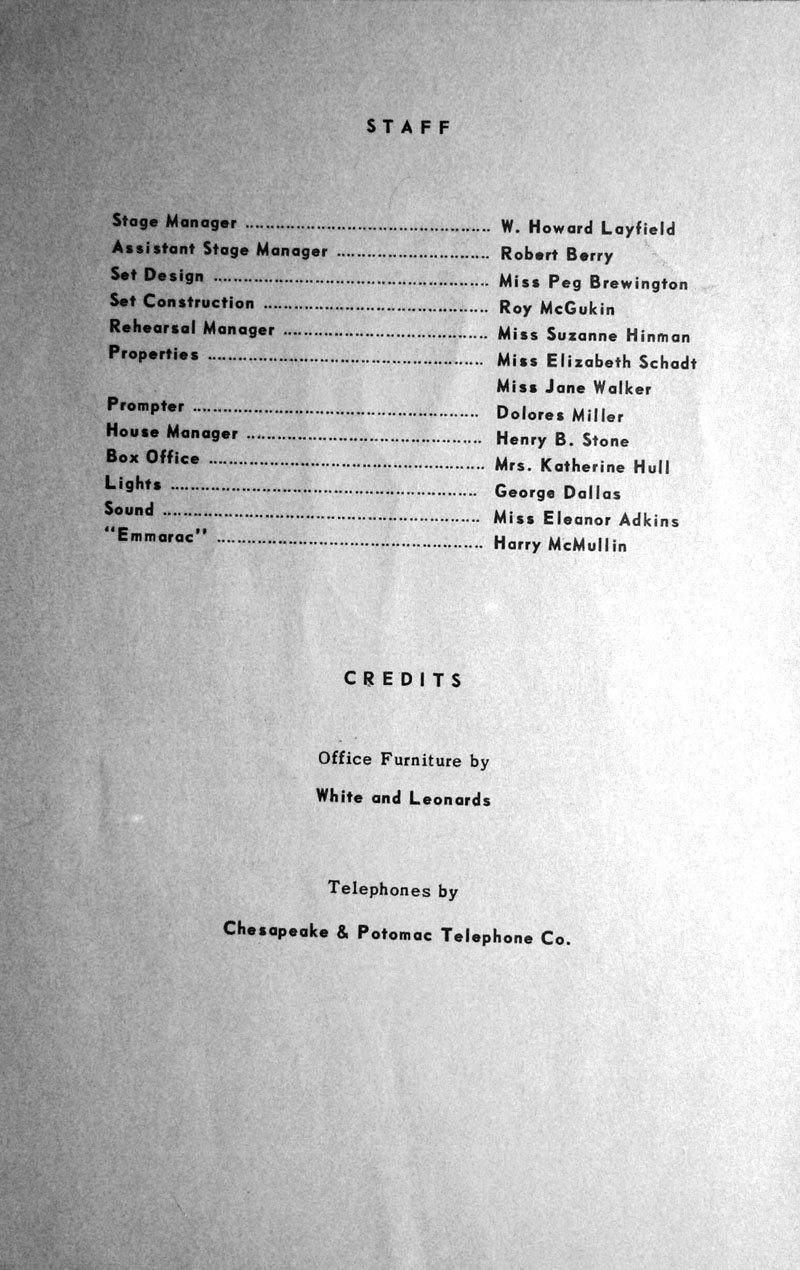 STAFF
Stage Manager ................................................ W. Howard Layfield
Assistant Stage Manager .............................. Robert Berry
Set Design ...................................................... Miss Peg Brewington
Set Construction ............................................ Roy McGukin
Rehearsal Manager ........................................ Miss Suzanne Hinman
Properties ...................................................... Miss Elizabeth Schadt
Miss Jane Walker
Prompter ........................................................ Dolores Miller
House Manager .............................................. Henry B. Stone
Box Office ...................................................... Mrs. Katherine Hull
Lights ............................................................ George Dallas
Sound .............................................................. Miss Eleanor Adkins
"Emmarac" .................................................... Harry McMullin
CREDITS
Office Furniture by
White and Leonards
Telephones by
Chesapeake & Potomac Telephone Co.